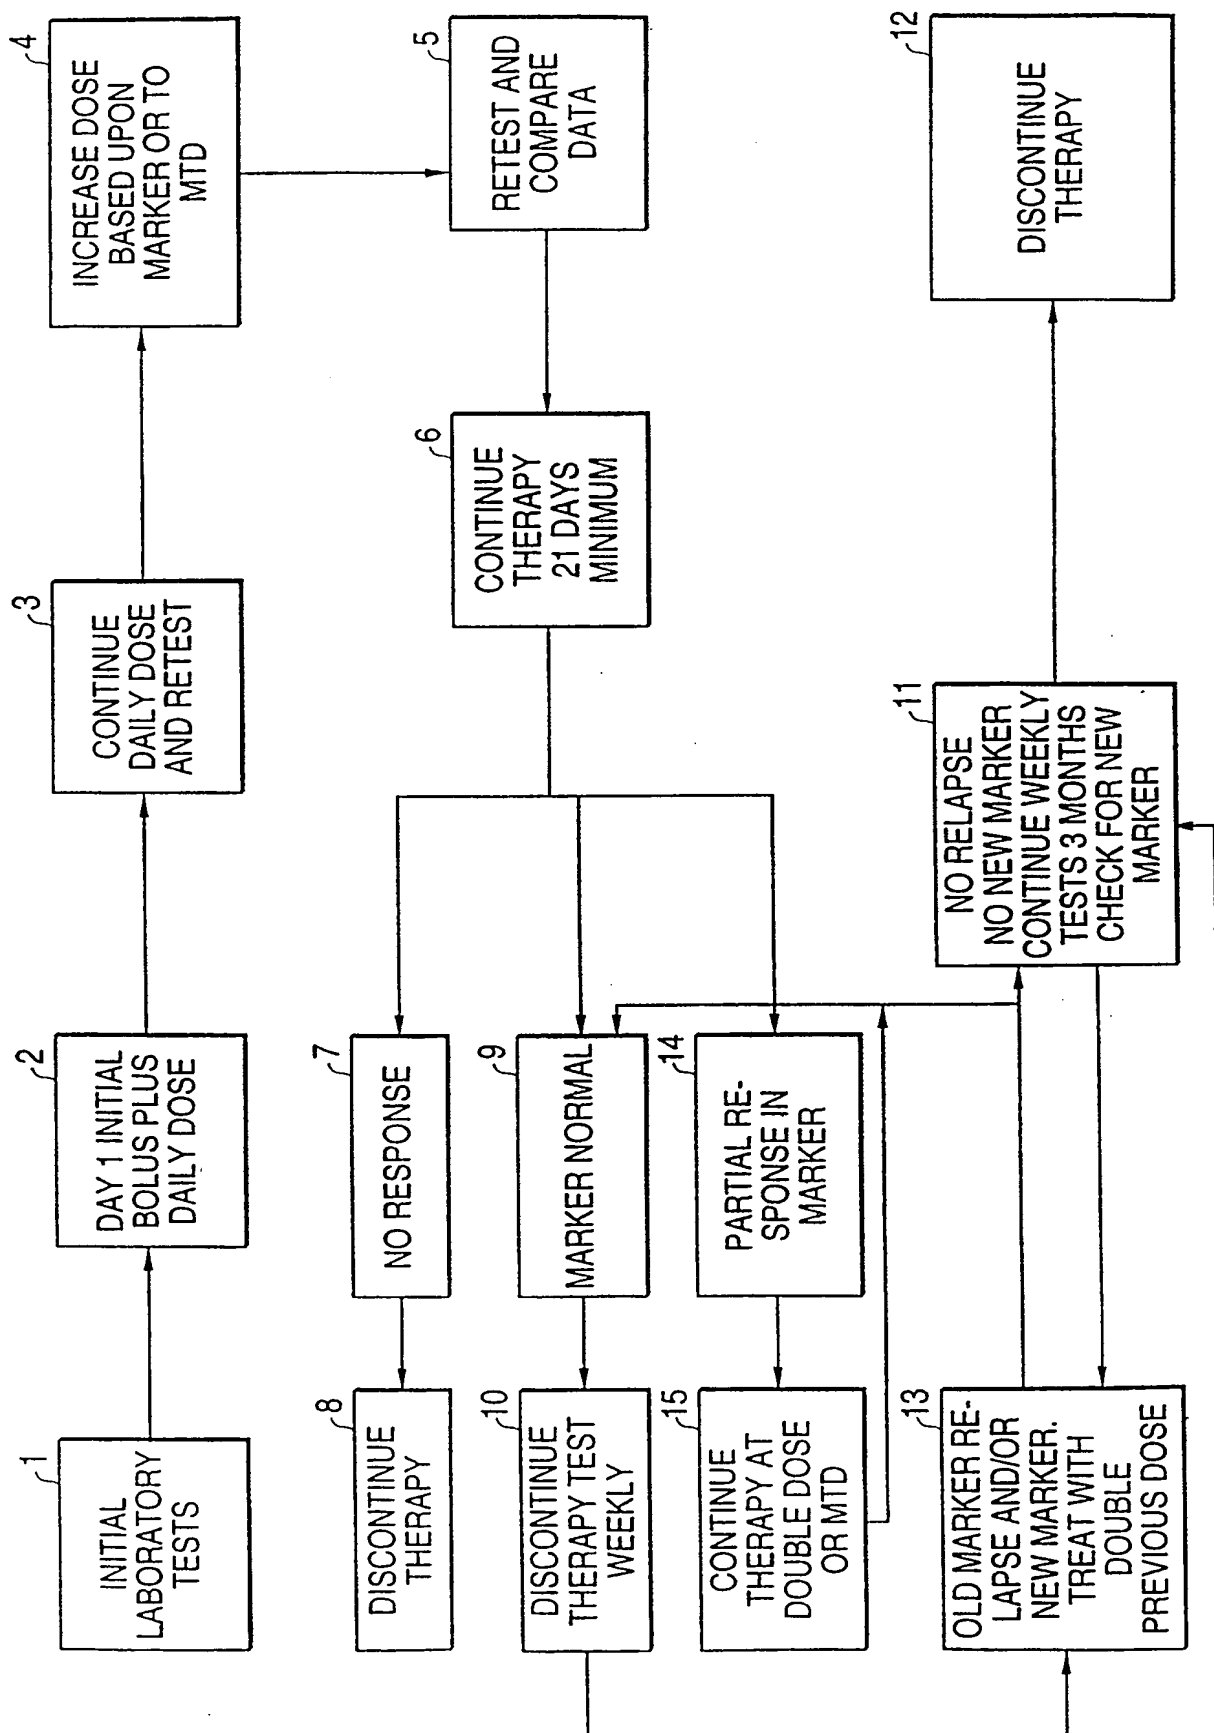 1
INITIAL
LABORATORY
TESTS
2
DAY 1 INITIAL
BOLUS PLUS
DAILY DOSE
3
CONTINUE
DAILY DOSE
AND RETEST
4
INCREASE DOSE
BASED UPON
MARKER OR TO
MTD
5
RETEST AND
COMPARE
DATA
6
CONTINUE
THERAPY
21 DAYS
MINIMUM
7
NO RESPONSE
8
DISCONTINUE
THERAPY
9
MARKER NORMAL
10
DISCONTINUE
THERAPY TEST
WEEKLY
14
PARTIAL RE-
SPONSE IN
MARKER
15
CONTINUE
THERAPY AT
DOUBLE DOSE
OR MTD
11
NO RELAPSE
NO NEW MARKER
CONTINUE WEEKLY
TESTS 3 MONTHS
CHECK FOR NEW
MARKER
12
DISCONTINUE
THERAPY
13
OLD MARKER RE-
LAPSE AND/OR
NEW MARKER.
TREAT WITH
DOUBLE
PREVIOUS DOSE